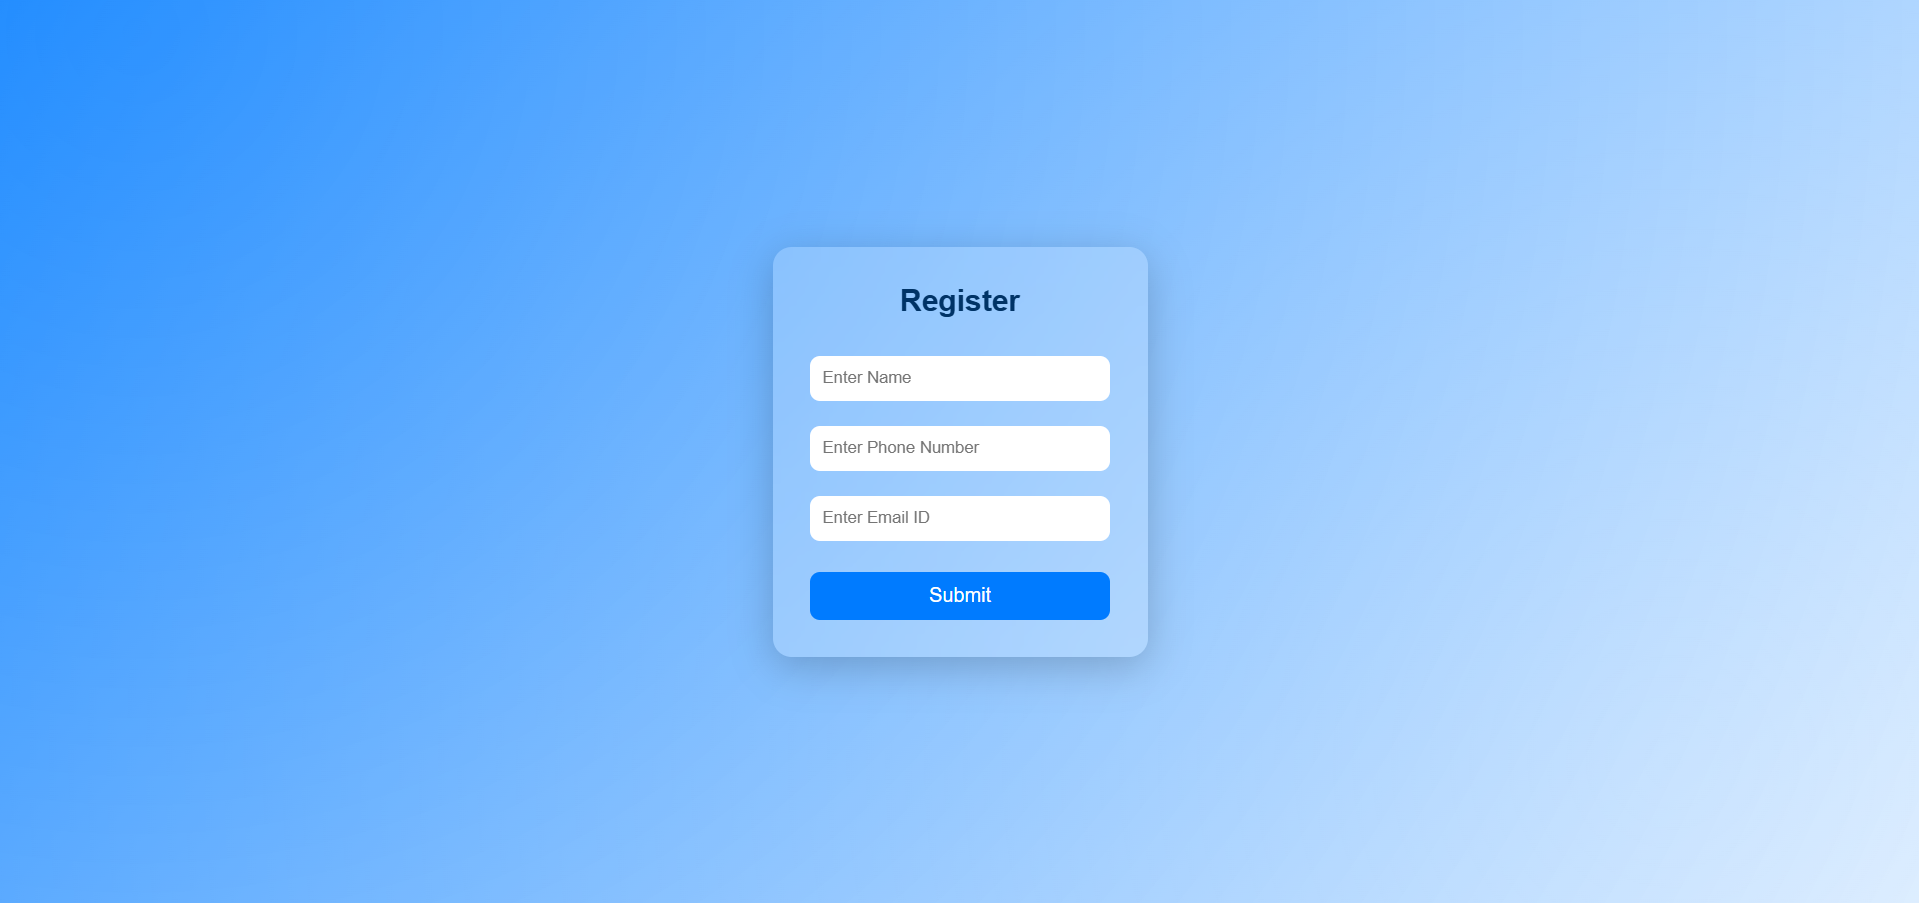 Register
Enter Name
Enter Phone Number
Enter Email ID
Submit